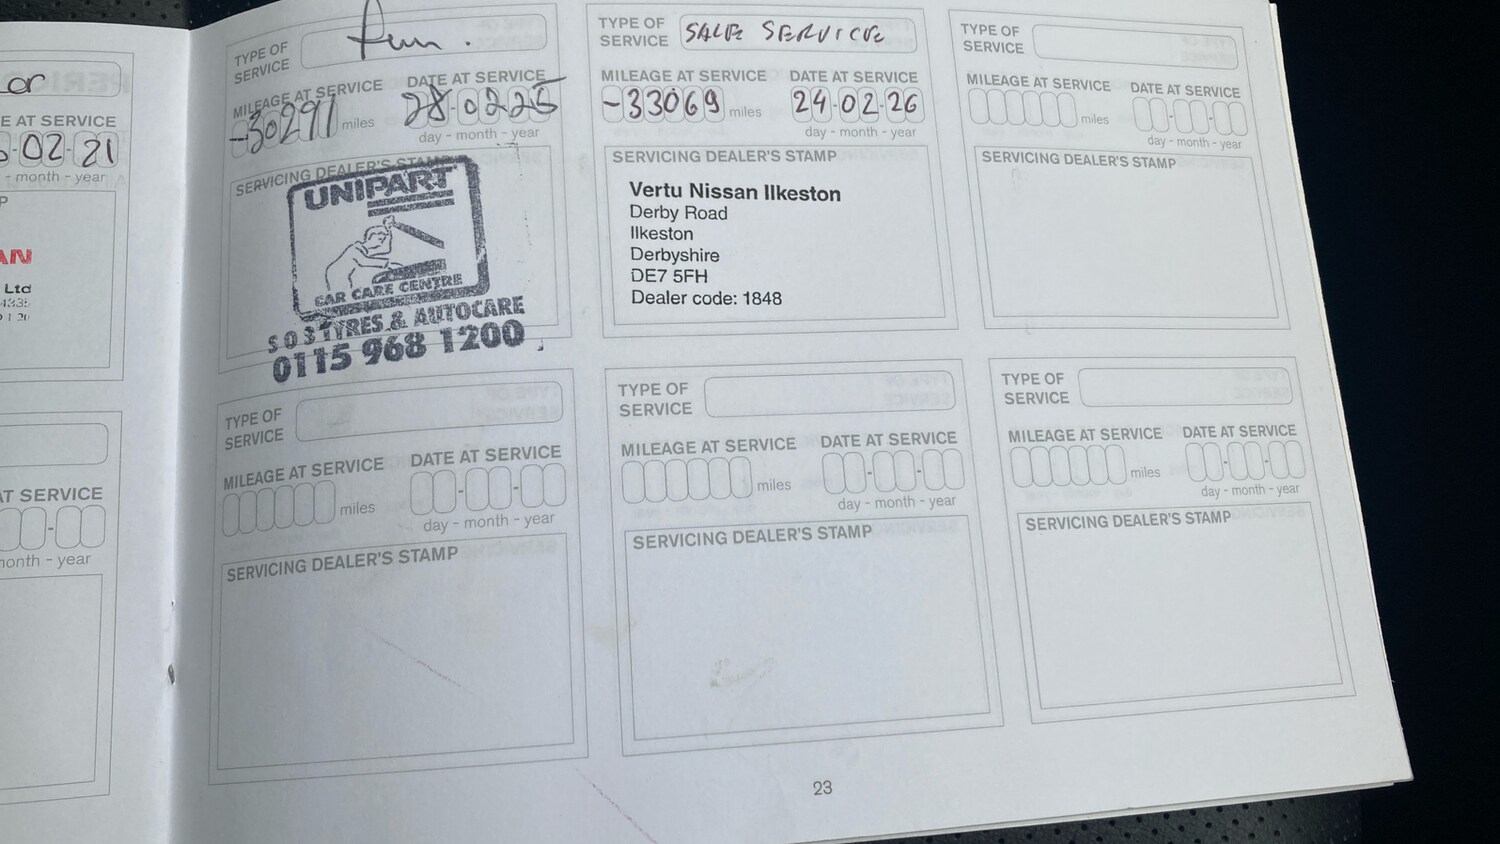 or
E AT SERVICE
-02-21
- month - year
P
AN
Ltd
AT SERVICE
month - year
TYPE OF
SERVICE
MILEAGE AT SERVICE
-30291 miles
DATE AT SERVICE
28-02-25
day - month - year
SERVICING DEALER'S STAMP
UNIPART
CAR CARE CENTRE
S O S TYRES & AUTOCARE
0115 968 1200
TYPE OF
SERVICE
SALE SERVICE
MILEAGE AT SERVICE
-33069 miles
DATE AT SERVICE
24-02-26
day - month - year
SERVICING DEALER'S STAMP
Vertu Nissan Ilkeston
Derby Road
Ilkeston
Derbyshire
DE7 5FH
Dealer code: 1848
TYPE OF
SERVICE
MILEAGE AT SERVICE
miles
DATE AT SERVICE
day - month - year
SERVICING DEALER'S STAMP
TYPE OF
SERVICE
MILEAGE AT SERVICE
miles
DATE AT SERVICE
day - month - year
SERVICING DEALER'S STAMP
TYPE OF
SERVICE
MILEAGE AT SERVICE
miles
DATE AT SERVICE
day - month - year
SERVICING DEALER'S STAMP
TYPE OF
SERVICE
MILEAGE AT SERVICE
miles
DATE AT SERVICE
day - month - year
SERVICING DEALER'S STAMP
23